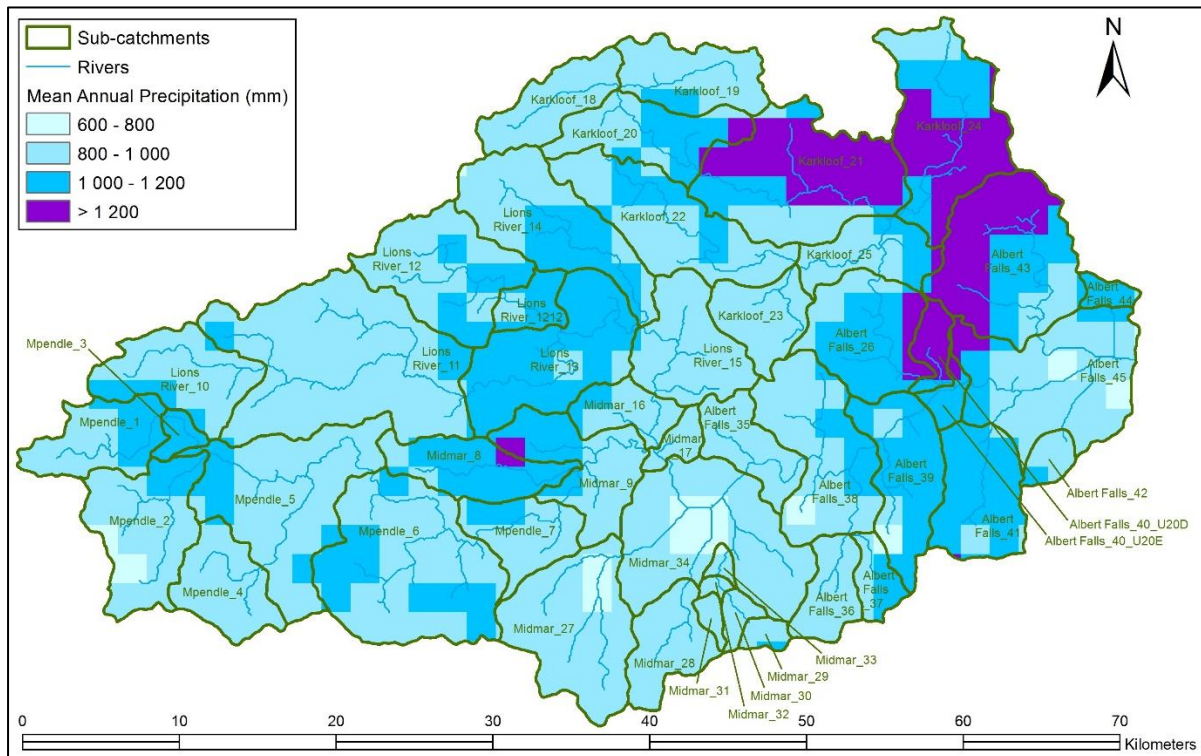 Sub-catchments
Rivers
Mean Annual Precipitation (mm)
600 - 800
800 - 1 000
1 000 - 1 200
> 1 200
N
Karkloof_18
Karkloof_19
Karkloof_20
Karkloof_24
Karkloof_21
Lions
River_14
Karkloof_22
Lions
River_12
Karkloof_25
Albert
Falls_43
Albert
Falls_44
Lions
River_1212
Karkloof_23
Albert
Falls_26
Mpendle_3
Lions
River_11
Lions
River_13
Lions
River_15
Albert
Falls_45
Lions
River_10
Mpendle_1
Midmar_16
Albert
Falls_35
Midmar_8
Midmar
_17
Midmar_9
Mpendle_5
Albert
Falls_38
Albert
Falls_39
Albert Falls_42
Mpendle_2
Mpendle_6
Mpendle_7
Albert
Falls_41
Albert Falls_40_U20D
Albert Falls_40_U20E
Midmar_34
Mpendle_4
Albert
Falls_36
Albert
Falls
_37
Midmar_27
Midmar_28
Midmar_33
Midmar_29
Midmar_31
Midmar_30
Midmar_32
0 10 20 30 40 50 60 70
Kilometers